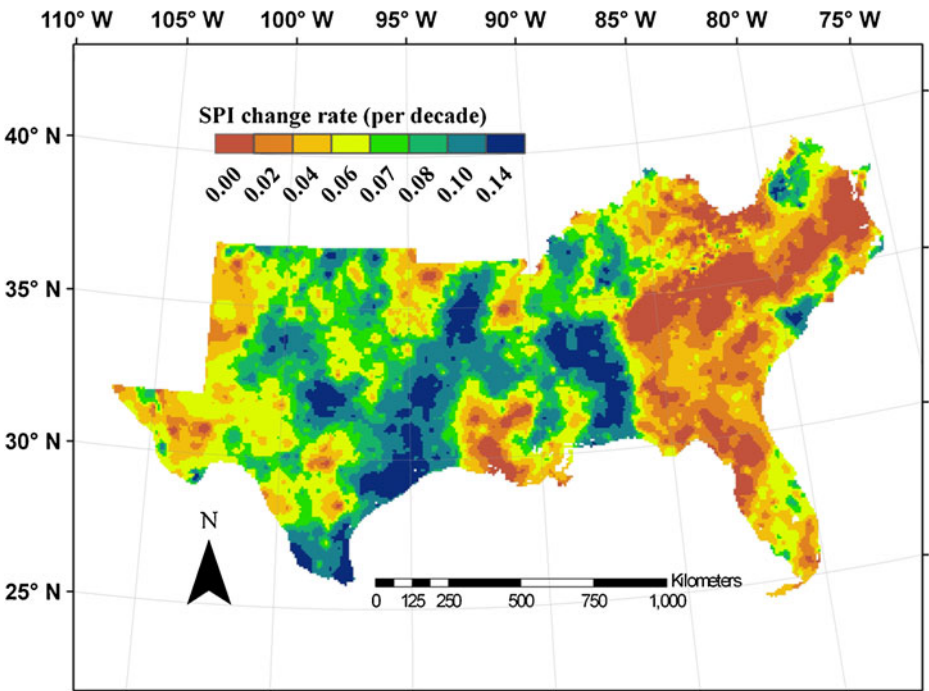 110° W 105° W 100° W 95° W 90° W 85° W 80° W 75° W
SPI change rate (per decade)
40° N
0.00 0.02 0.04 0.06 0.07 0.08 0.10 0.14
35° N
30° N
N
25° N
Kilometers
0 125 250 500 750 1,000